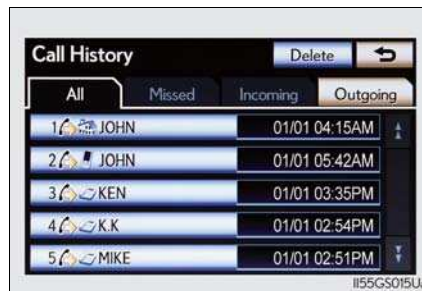 Call History Delete
All Missed Incoming Outgoing
1 JOHN 01/01 04:15AM
2 JOHN 01/01 05:42AM
3 KEN 01/01 03:35PM
4 K.K 01/01 02:54PM
5 MIKE 01/01 02:51PM
II55GS015U